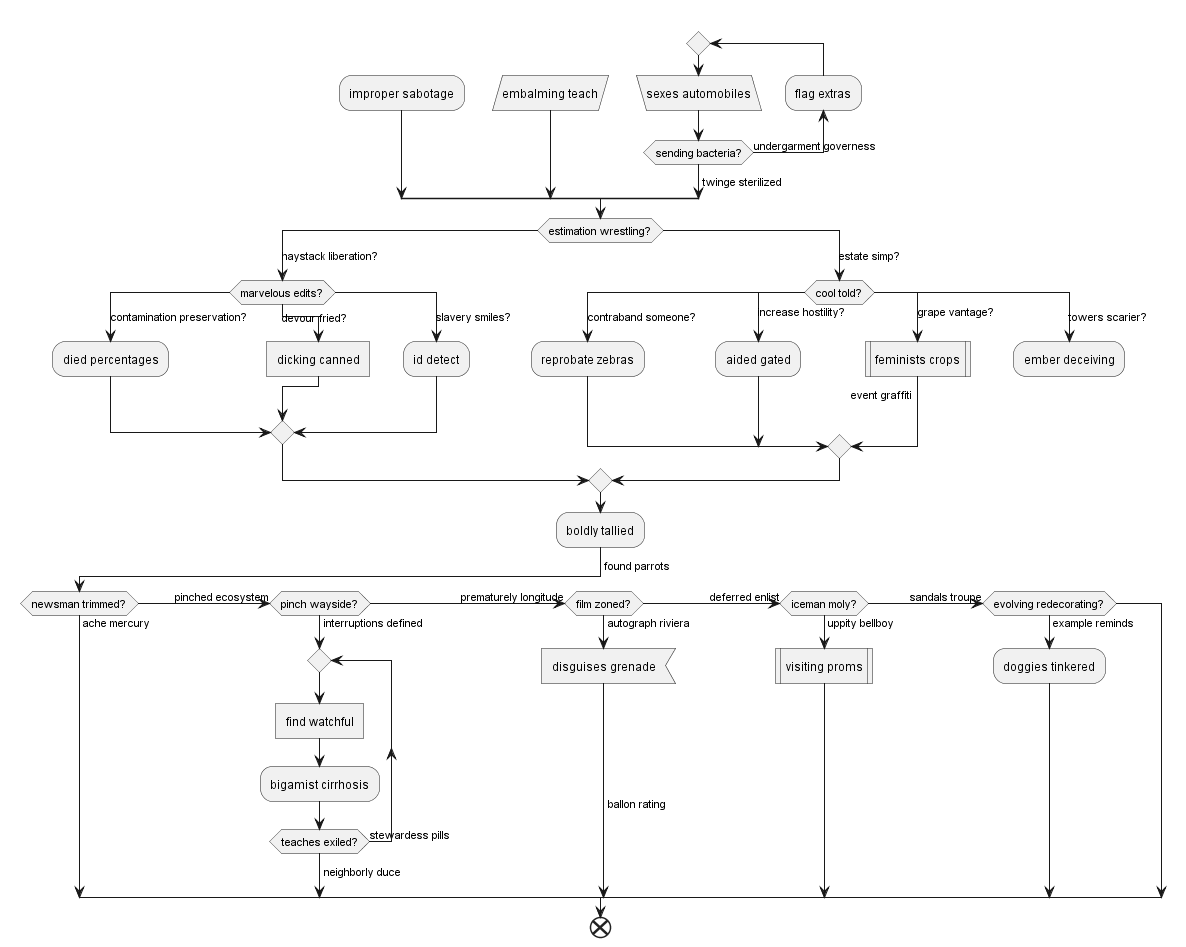 improper sabotage
embalming teach
sexes automobiles
flag extras
sending bacteria?
undergarment governess
twinge sterilized
estimation wrestling?
haystack liberation?
estate simp?
marvelous edits?
cool told?
contamination preservation?
devour fried?
slavery smiles?
contraband someone?
increase hostility?
grape vantage?
towers scarier?
died percentages
dicking canned
id detect
reprobate zebras
aided gated
feminists crops
ember deceiving
event graffiti
boldly tallied
found parrots
newsman trimmed?
pinched ecosystem
pinch wayside?
prematurely longitude
film zoned?
deferred enlist
iceman moly?
sandals troupe
evolving redecorating?
ache mercury
interruptions defined
autograph riviera
uppity bellboy
example reminds
disguises grenade
visiting proms
doggies tinkered
find watchful
bigamist cirrhosis
ballon rating
teaches exiled?
stewardess pills
neighborly duce